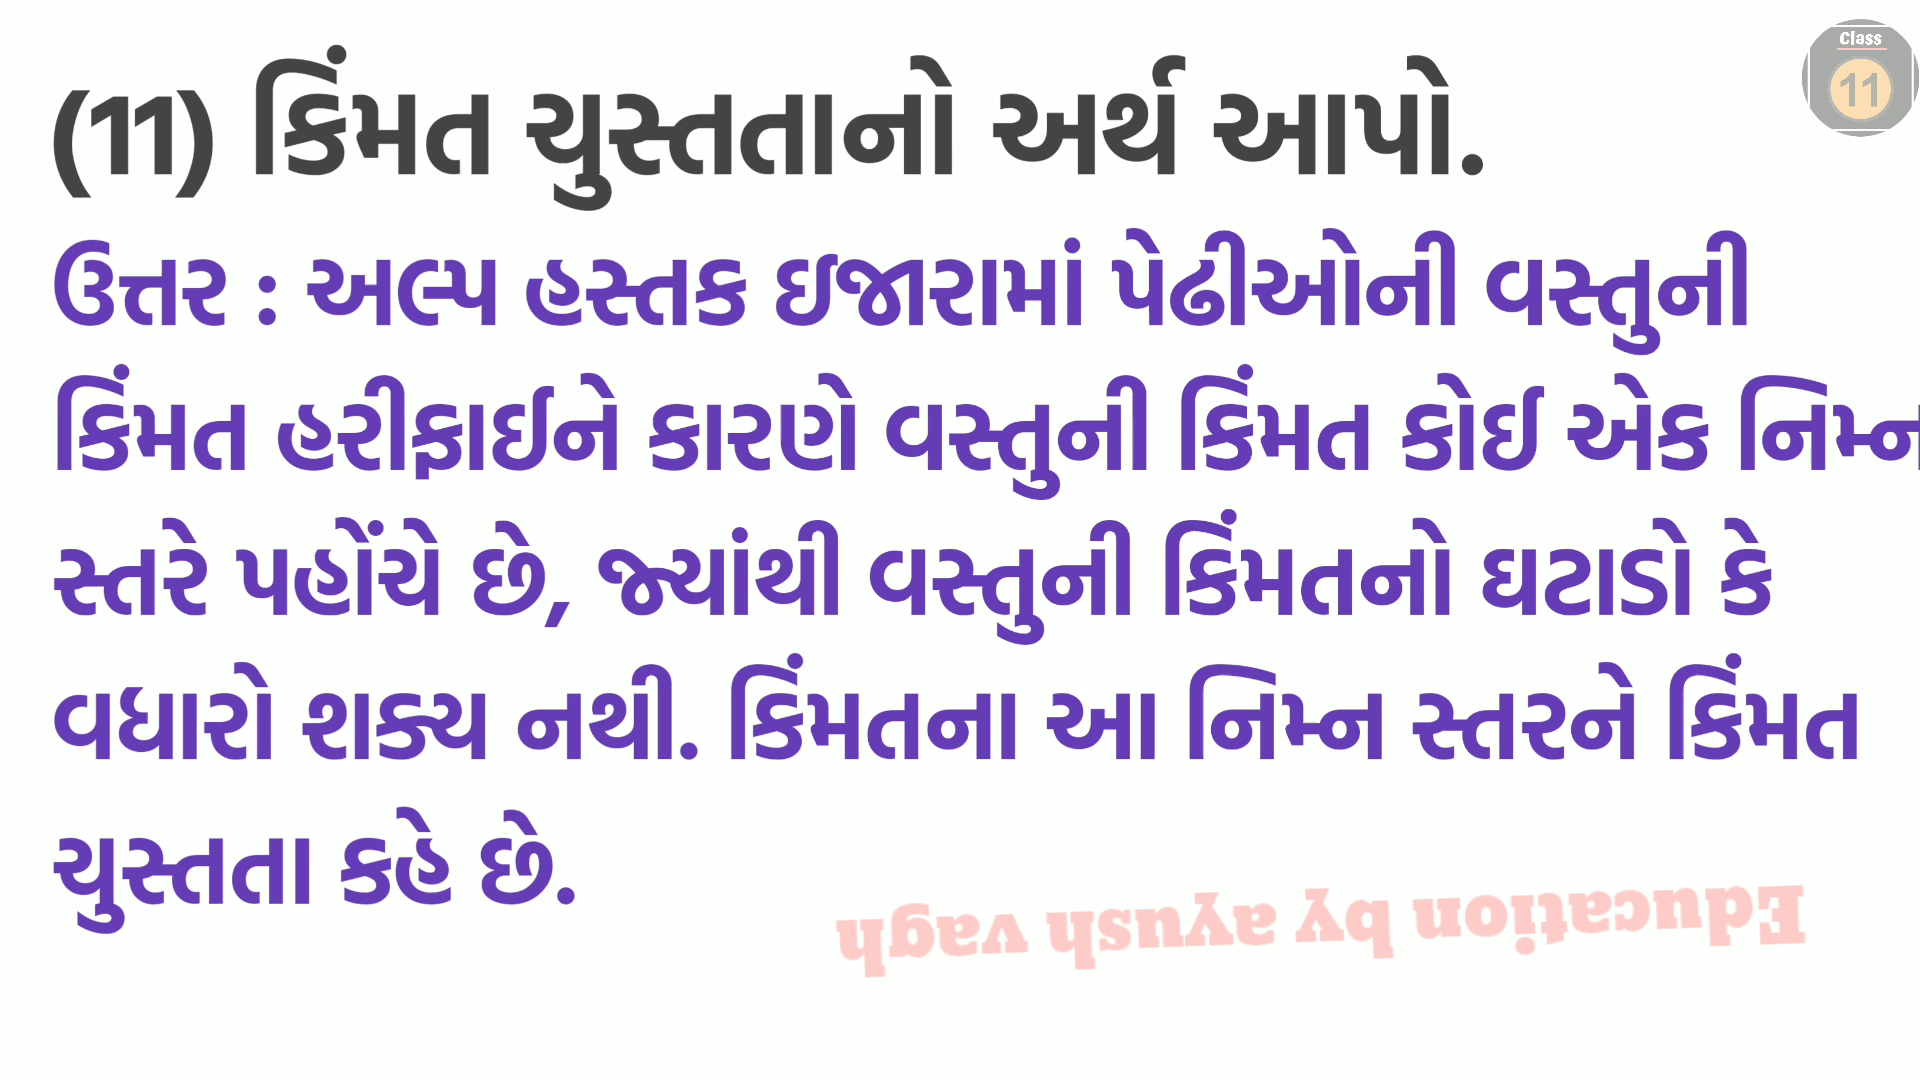 Class
11
(11) કિંમત ચુસ્તતાનો અર્થ આપો.
ઉત્તર : અલ્પ હસ્તક ઇજારામાં પેઢીઓની વસ્તુની
કિંમત હરીફાઈને કારણે વસ્તુની કિંમત કોઈ એક નિમ્ન
સ્તરે પહોંચે છે, જ્યાંથી વસ્તુની કિંમતનો ઘટાડો કે
વધારો શક્ય નથી. કિંમતના આ નિમ્ન સ્તરને કિંમત
ચુસ્તતા કહે છે.
Education by ayush vagh